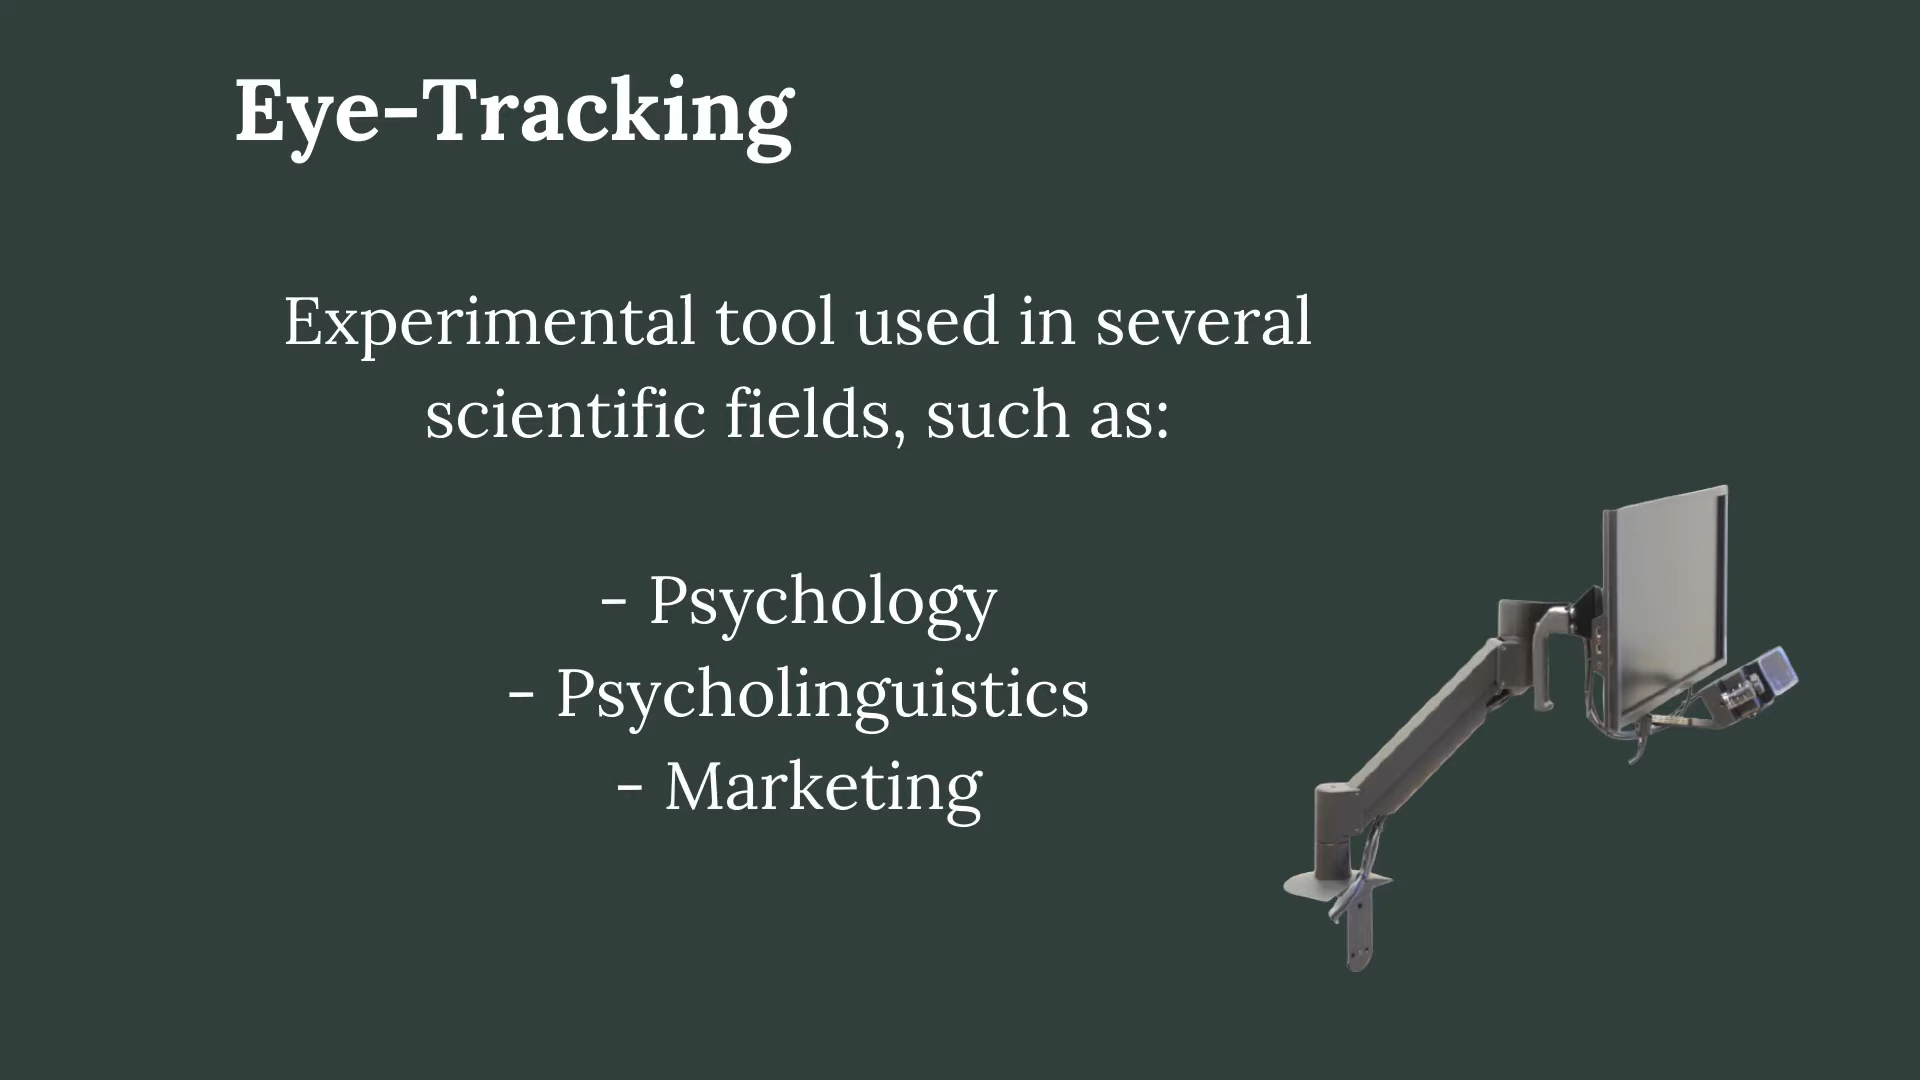 Eye-Tracking
Experimental tool used in several
scientific fields, such as:
- Psychology
- Psycholinguistics
- Marketing